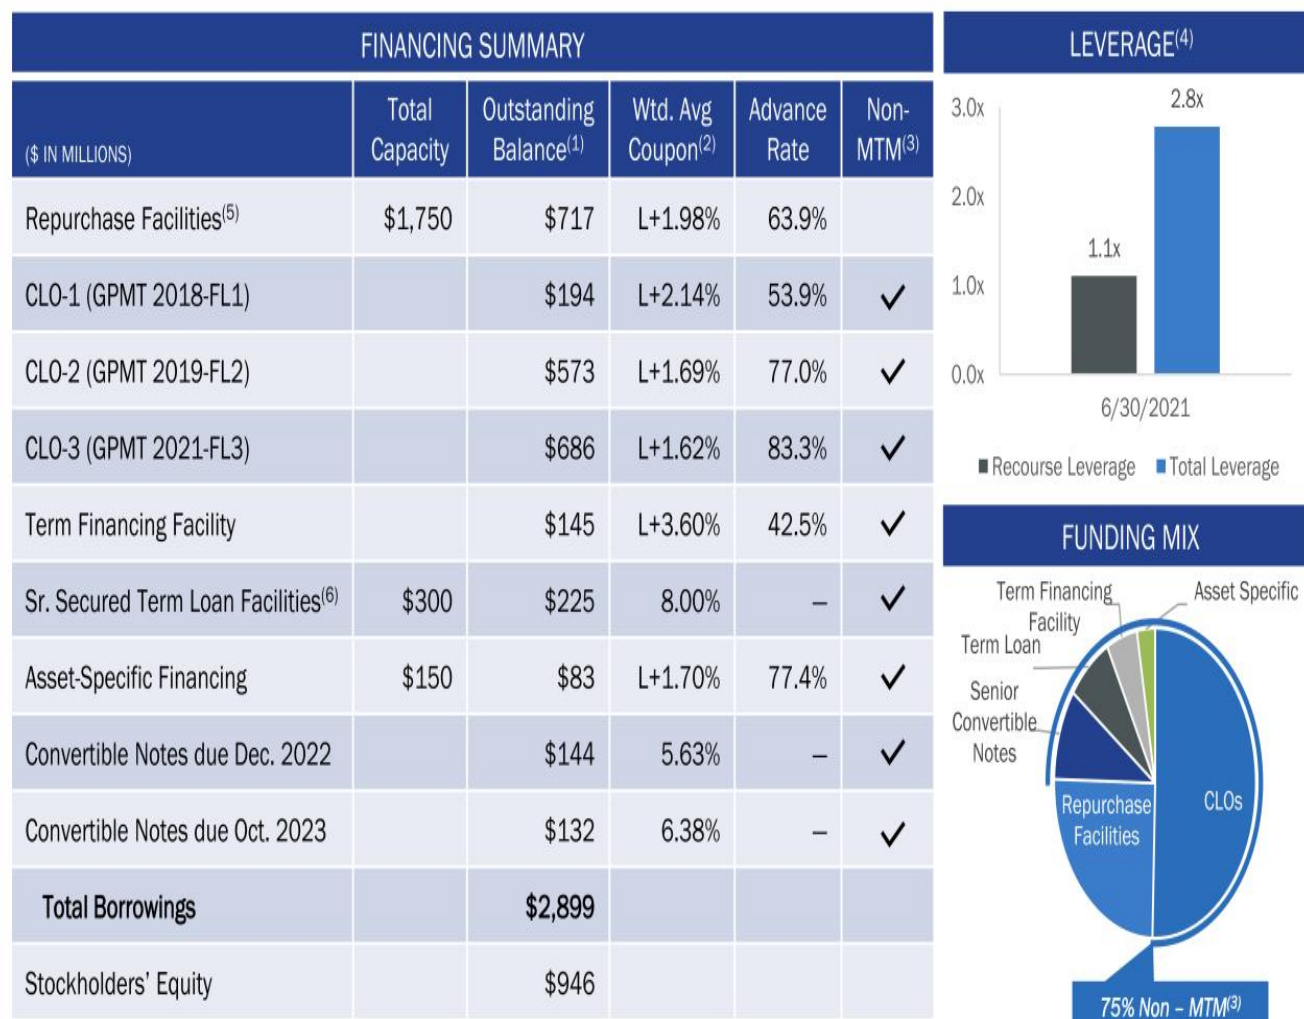 FINANCING SUMMARY
($ IN MILLIONS) Total Capacity Outstanding Balance(1) Wtd. Avg Coupon(2) Advance Rate Non-MTM(3)
Repurchase Facilities(5) $1,750 $717 L+1.98% 63.9%
CLO-1 (GPMT 2018-FL1) $194 L+2.14% 53.9% ✓
CLO-2 (GPMT 2019-FL2) $573 L+1.69% 77.0% ✓
CLO-3 (GPMT 2021-FL3) $686 L+1.62% 83.3% ✓
Term Financing Facility $145 L+3.60% 42.5% ✓
Sr. Secured Term Loan Facilities(6) $300 $225 8.00% – ✓
Asset-Specific Financing $150 $83 L+1.70% 77.4% ✓
Convertible Notes due Dec. 2022 $144 5.63% – ✓
Convertible Notes due Oct. 2023 $132 6.38% – ✓
Total Borrowings $2,899
Stockholders' Equity $946
LEVERAGE(4)
3.0x
2.8x
2.0x
1.1x
1.0x
0.0x
6/30/2021
Recourse Leverage Total Leverage
FUNDING MIX
Term Financing Facility
Asset Specific
Term Loan
Senior Convertible Notes
Repurchase Facilities
CLOs
75% Non – MTM(3)